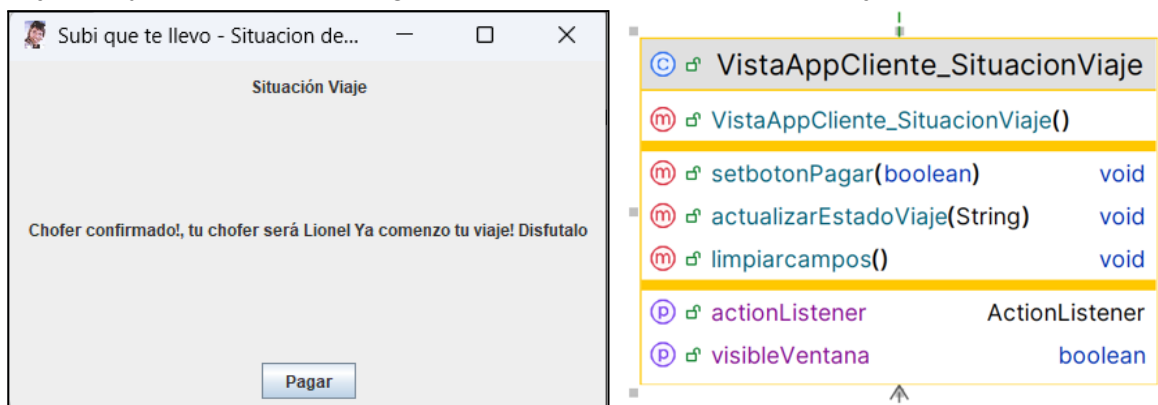 Subi que te llevo - Situacion de...
Situación Viaje
Chofer confirmado!, tu chofer será Lionel Ya comenzo tu viaje! Disfutalo
Pagar
C VistaAppCliente_SituacionViaje
m VistaAppCliente_SituacionViaje()
m setbotonPagar(boolean) void
m actualizarEstadoViaje(String) void
m limpiarcampos() void
p actionListener ActionListener
p visibleVentana boolean